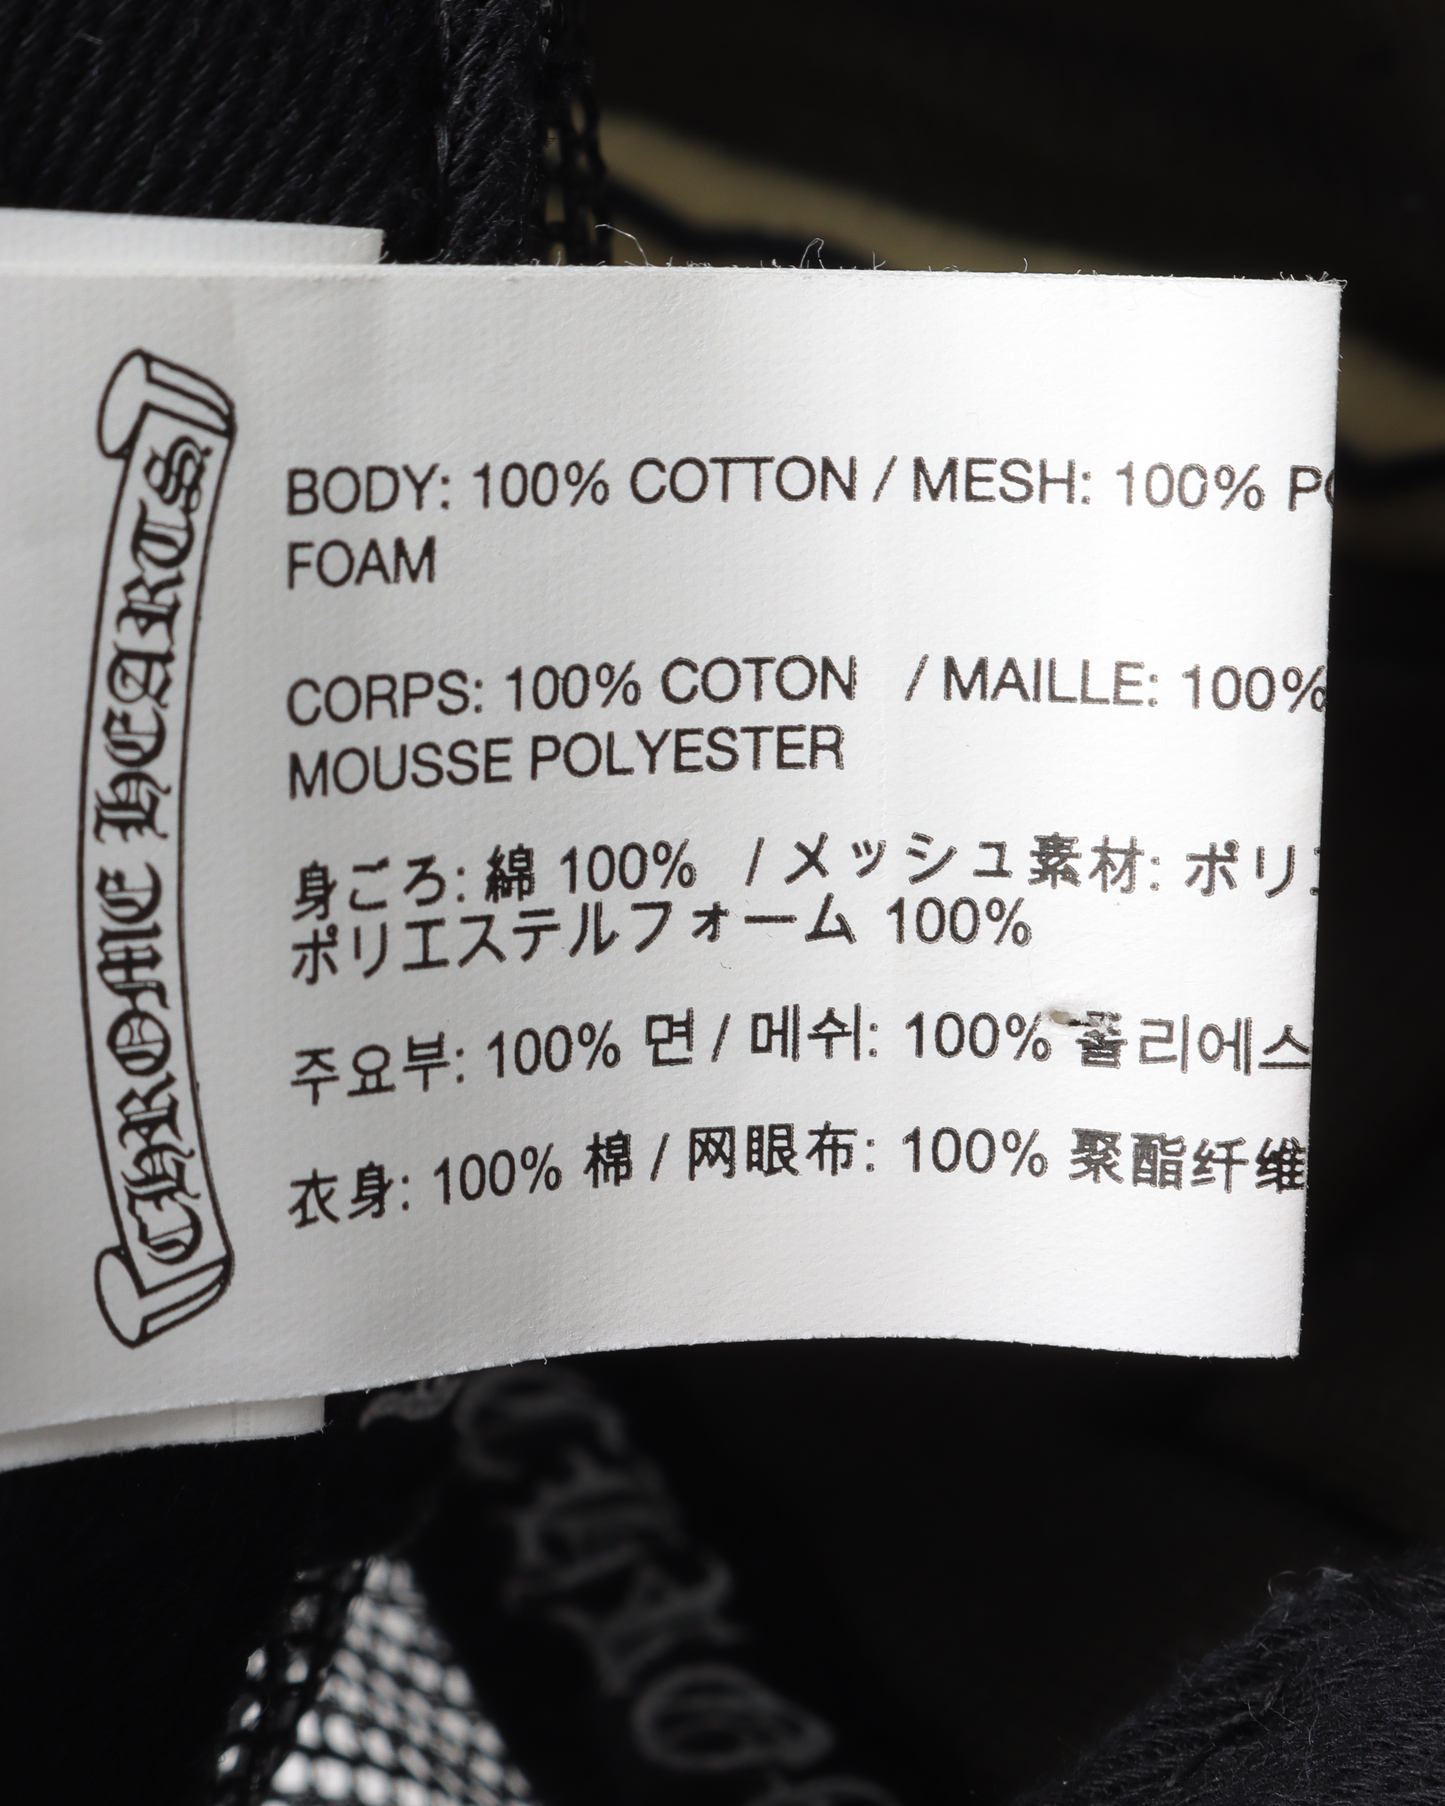 CHROME HEARTS
BODY: 100% COTTON / MESH: 100%
FOAM
CORPS: 100% COTON / MAILLE: 100%
MOUSSE POLYESTER
身ごろ: 綿 100% / メッシュ素材: ポリ
ポリエステルフォーム 100%
주요부: 100% 면 / 메쉬: 100% 폴리에스
衣身: 100% 棉 / 网眼布: 100% 聚酯纤维